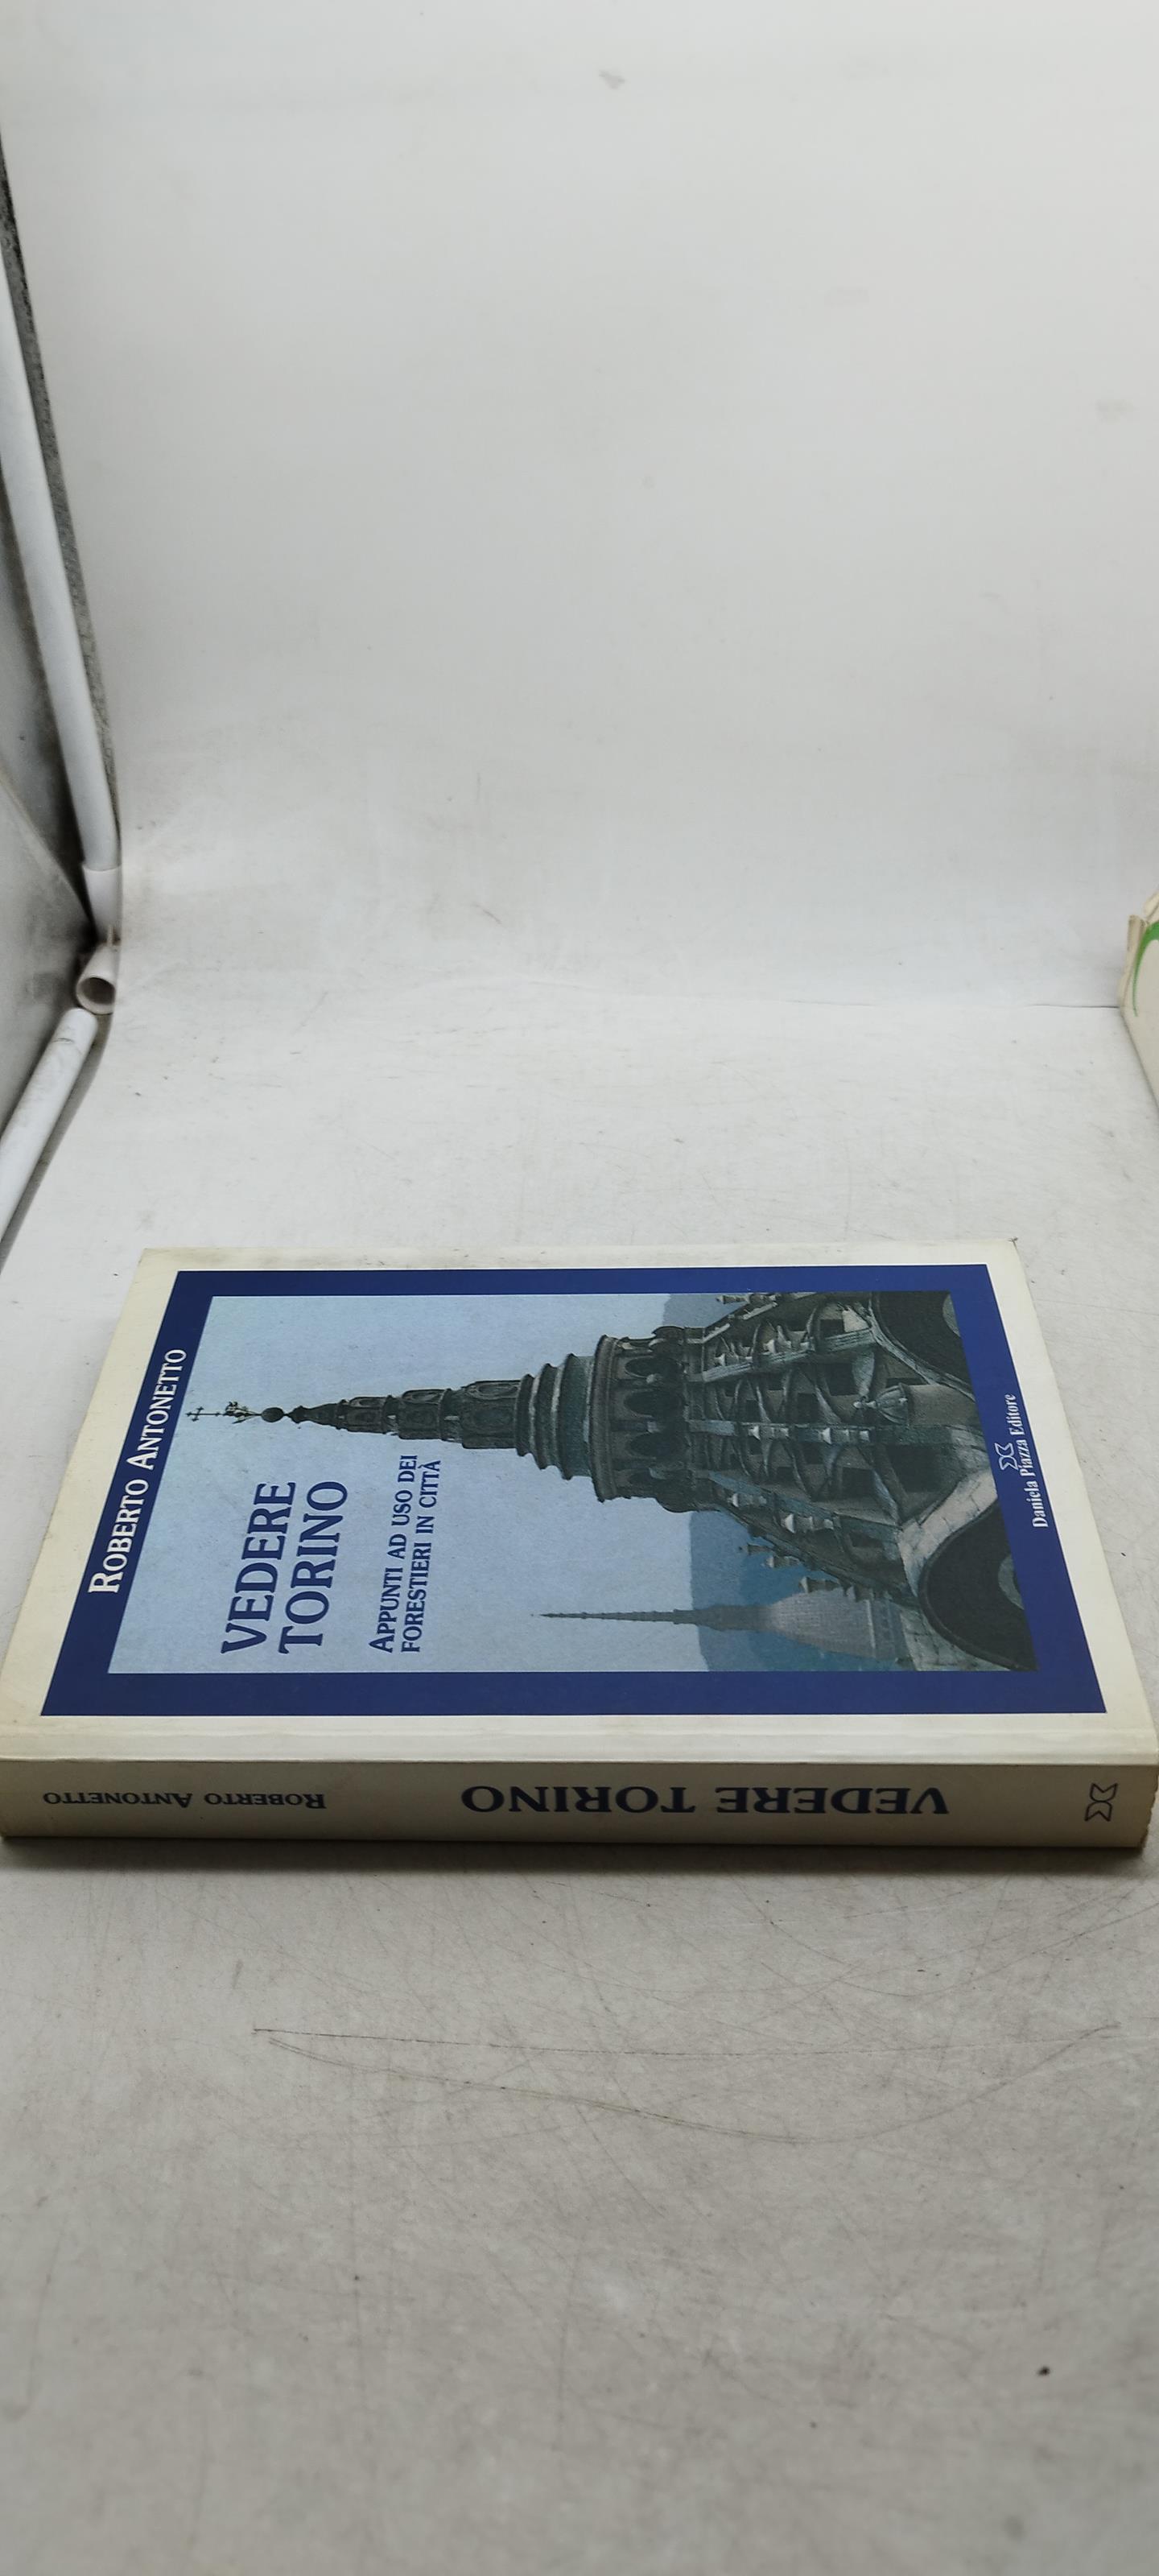 ROBERTO ANTONETTO
VEDERE
TORINO
APPUNTI AD USO DEI
FORESTIERI IN CITTÀ
Daniela Piazza Editore
VEDERE TORINO
ROBERTO ANTONETTO